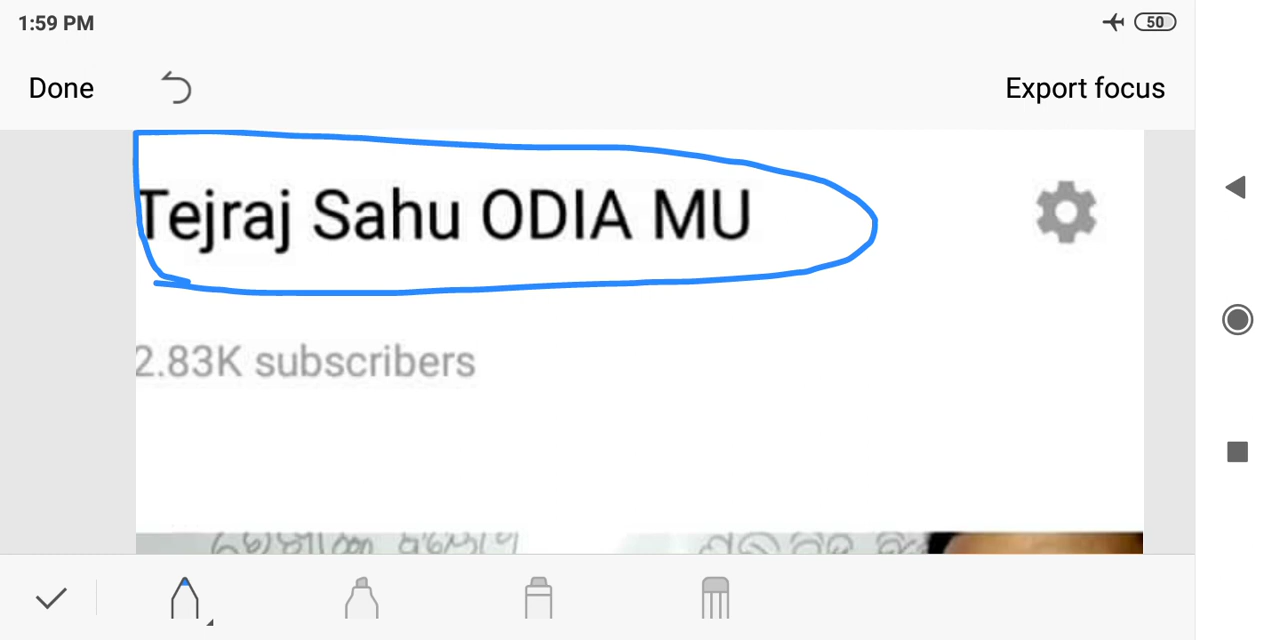 1:59 PM
50
Done
Export focus
Tejraj Sahu ODIA MU
2.83K subscribers